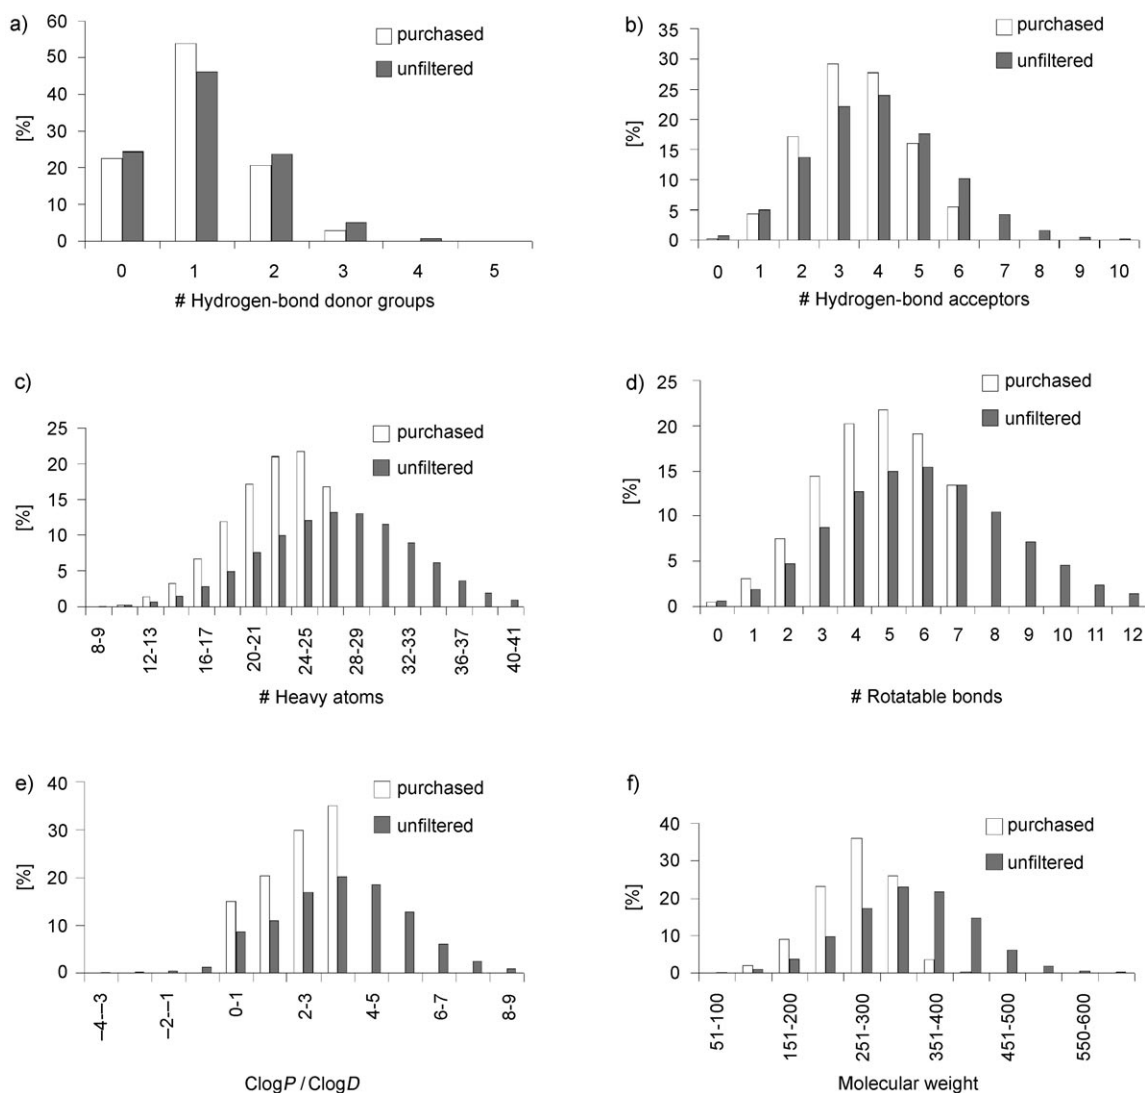 a)
60
50
40
30
20
10
0
[%]
purchased
unfiltered
0 1 2 3 4 5
# Hydrogen-bond donor groups
b)
35
30
25
20
15
10
5
0
[%]
purchased
unfiltered
0 1 2 3 4 5 6 7 8 9 10
# Hydrogen-bond acceptors
c)
25
20
15
10
5
0
[%]
purchased
unfiltered
8-9 12-13 16-17 20-21 24-25 28-29 32-33 36-37 40-41
# Heavy atoms
d)
25
20
15
10
5
0
[%]
purchased
unfiltered
0 1 2 3 4 5 6 7 8 9 10 11 12
# Rotatable bonds
e)
40
30
20
10
0
[%]
purchased
unfiltered
–4-–3 –2-–1 0-1 2-3 4-5 6-7 8-9
ClogP / ClogD
f)
40
30
20
10
0
[%]
purchased
unfiltered
51-100 151-200 251-300 351-400 451-500 550-600
Molecular weight